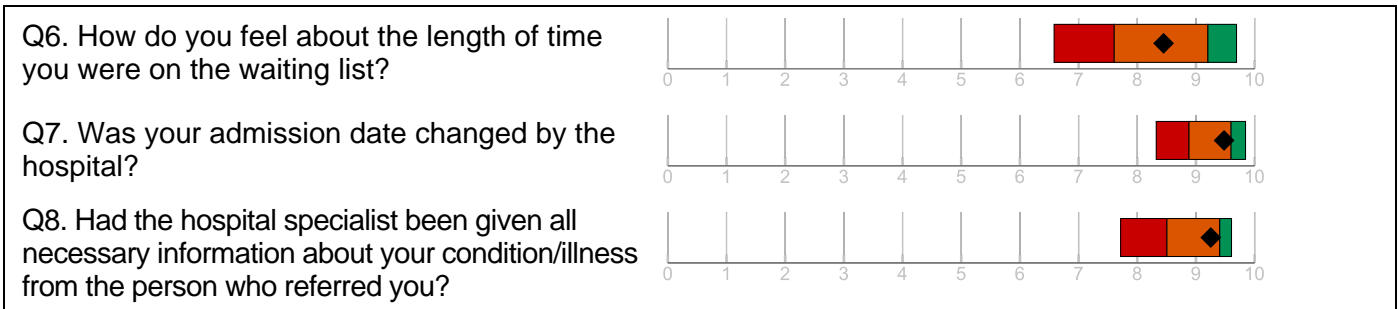 Q6. How do you feel about the length of time
you were on the waiting list?
0 1 2 3 4 5 6 7 8 9 10
Q7. Was your admission date changed by the
hospital?
0 1 2 3 4 5 6 7 8 9 10
Q8. Had the hospital specialist been given all
necessary information about your condition/illness
from the person who referred you?
0 1 2 3 4 5 6 7 8 9 10